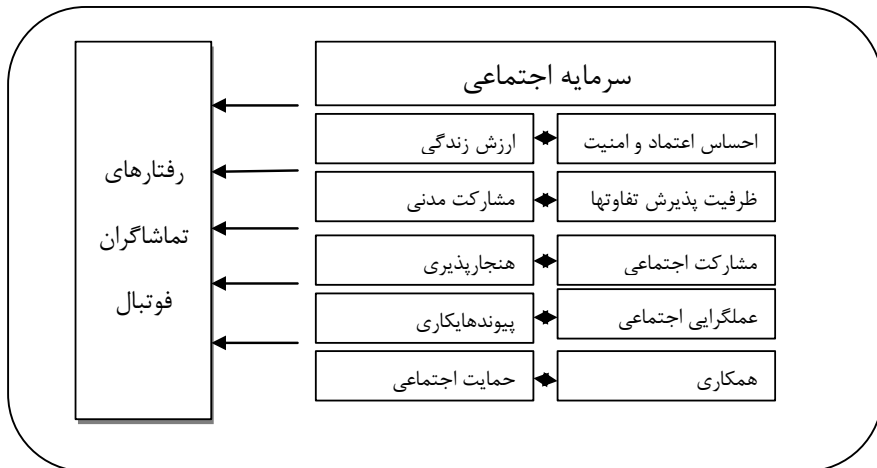 سرمایه اجتماعی
احساس اعتماد و امنیت
ارزش زندگی
ظرفیت پذیرش تفاوتها
مشارکت مدنی
مشارکت اجتماعی
هنجارپذیری
عملگرایی اجتماعی
پیوندهایکاری
همکاری
حمایت اجتماعی
رفتارهای
تماشاگران
فوتبال